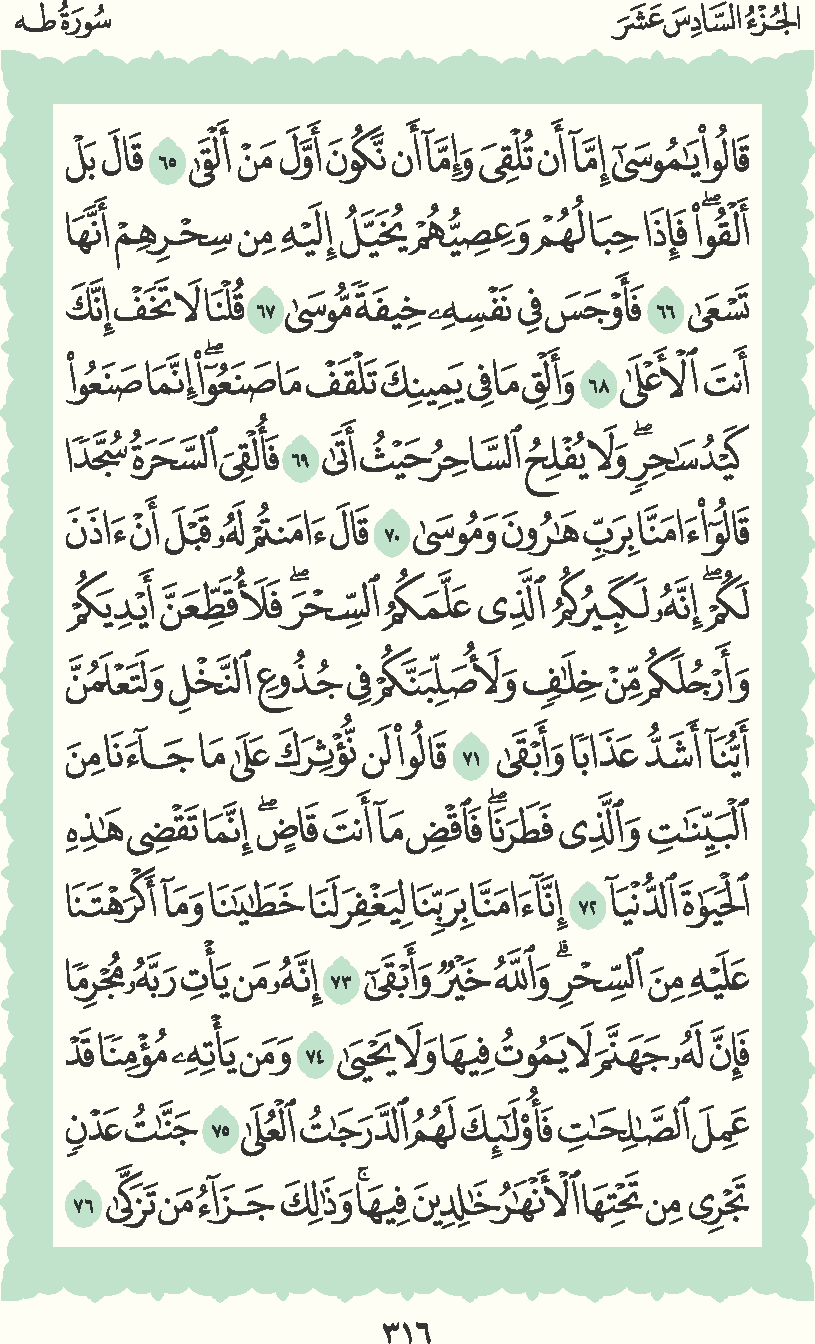 الجُزْءُ السَّادِسَ عَشَرَ
سُورَةُ طه
قَالُواْ يَٰمُوسَىٰٓ إِمَّآ أَن تُلْقِيَ وَإِمَّآ أَن نَّكُونَ أَوَّلَ مَنْ أَلْقَىٰ ٦٥ قَالَ بَلْ
أَلْقُواْۖ فَإِذَا حِبَالُهُمْ وَعِصِيُّهُمْ يُخَيَّلُ إِلَيْهِ مِن سِحْرِهِمْ أَنَّهَا
تَسْعَىٰ ٦٦ فَأَوْجَسَ فِي نَفْسِهِۦ خِيفَةً مُّوسَىٰ ٦٧ قُلْنَا لَا تَخَفْ إِنَّكَ
أَنتَ ٱلْأَعْلَىٰ ٦٨ وَأَلْقِ مَا فِي يَمِينِكَ تَلْقَفْ مَا صَنَعُوٓاْۖ إِنَّمَا صَنَعُواْ
كَيْدُ سَٰحِرٍۖ وَلَا يُفْلِحُ ٱلسَّاحِرُ حَيْثُ أَتَىٰ ٦٩ فَأُلْقِيَ ٱلسَّحَرَةُ سُجَّدًا
قَالُوٓاْ ءَامَنَّا بِرَبِّ هَٰرُونَ وَمُوسَىٰ ٧٠ قَالَ ءَامَنتُمْ لَهُۥ قَبْلَ أَنْ ءَاذَنَ
لَكُمْۖ إِنَّهُۥ لَكَبِيرُكُمُ ٱلَّذِي عَلَّمَكُمُ ٱلسِّحْرَۖ فَلَأُقَطِّعَنَّ أَيْدِيَكُمْ
وَأَرْجُلَكُم مِّنْ خِلَٰفٍ وَلَأُصَلِّبَنَّكُمْ فِي جُذُوعِ ٱلنَّخْلِ وَلَتَعْلَمُنَّ
أَيُّنَآ أَشَدُّ عَذَابًا وَأَبْقَىٰ ٧١ قَالُواْ لَن نُّؤْثِرَكَ عَلَىٰ مَا جَآءَنَا مِنَ
ٱلْبَيِّنَٰتِ وَٱلَّذِي فَطَرَنَاۖ فَٱقْضِ مَآ أَنتَ قَاضٍۖ إِنَّمَا تَقْضِي هَٰذِهِ
ٱلْحَيَوٰةَ ٱلدُّنْيَآ ٧٢ إِنَّآ ءَامَنَّا بِرَبِّنَا لِيَغْفِرَ لَنَا خَطَٰيَٰنَا وَمَآ أَكْرَهْتَنَا
عَلَيْهِ مِنَ ٱلسِّحْرِۗ وَٱللَّهُ خَيْرٌ وَأَبْقَىٰٓ ٧٣ إِنَّهُۥ مَن يَأْتِ رَبَّهُۥ مُجْرِمًا
فَإِنَّ لَهُۥ جَهَنَّمَ لَا يَمُوتُ فِيهَا وَلَا يَحْيَىٰ ٧٤ وَمَن يَأْتِهِۦ مُؤْمِنًا قَدْ
عَمِلَ ٱلصَّٰلِحَٰتِ فَأُوْلَٰٓئِكَ لَهُمُ ٱلدَّرَجَٰتُ ٱلْعُلَىٰ ٧٥ جَنَّٰتُ عَدْنٍ
تَجْرِي مِن تَحْتِهَا ٱلْأَنْهَٰرُ خَٰلِدِينَ فِيهَاۚ وَذَٰلِكَ جَزَآءُ مَن تَزَكَّىٰ ٧٦
٣١٦